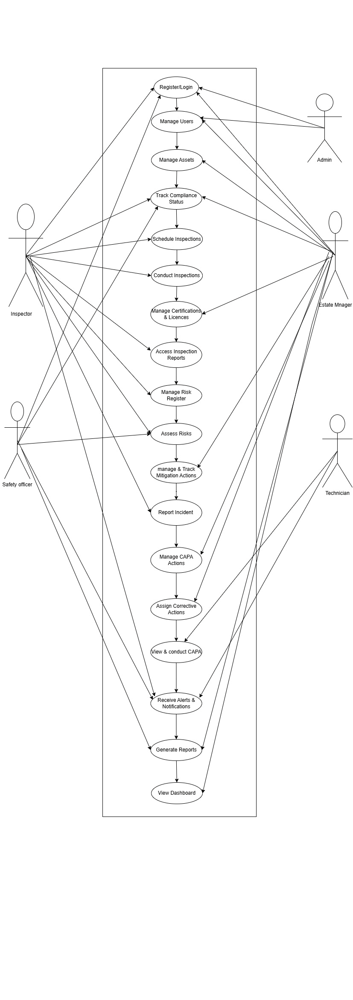 Register/Login
Manage Users
Admin
Manage Assets
Track Compliance
Status
Schedule Inspections
Conduct Inspections
Inspector
Estate Mnager
Manage Certifications
& Licences
Access Inspection
Reports
Manage Risk
Register
Assess Risks
manage & Track
Mitigation Actions
Safety officer
Technician
Report Incident
Manage CAPA
Actions
Assign Corrective
Actions
View & conduct CAPA
Receive Alerts &
Notifications
Generate Reports
View Dashboard